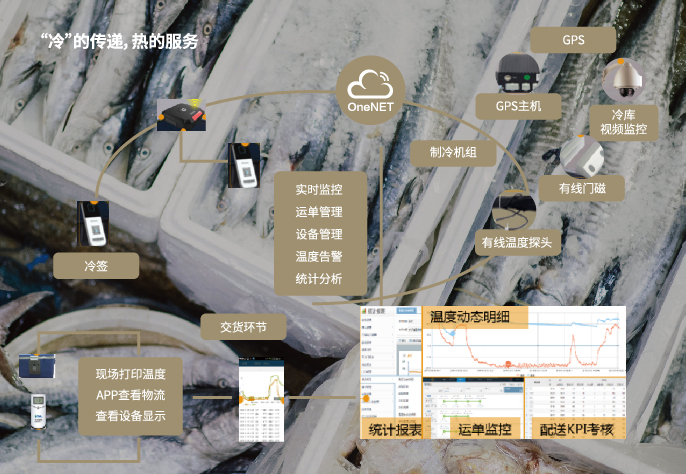 “冷”的传递, 热的服务
GPS
OneNET
GPS主机
冷库
视频监控
制冷机组
有线门磁
实时监控
运单管理
设备管理
温度告警
统计分析
有线温度探头
冷签
温度动态明细
交货环节
现场打印温度
APP查看物流
查看设备显示
统计报表
运单监控
配送KPI考核